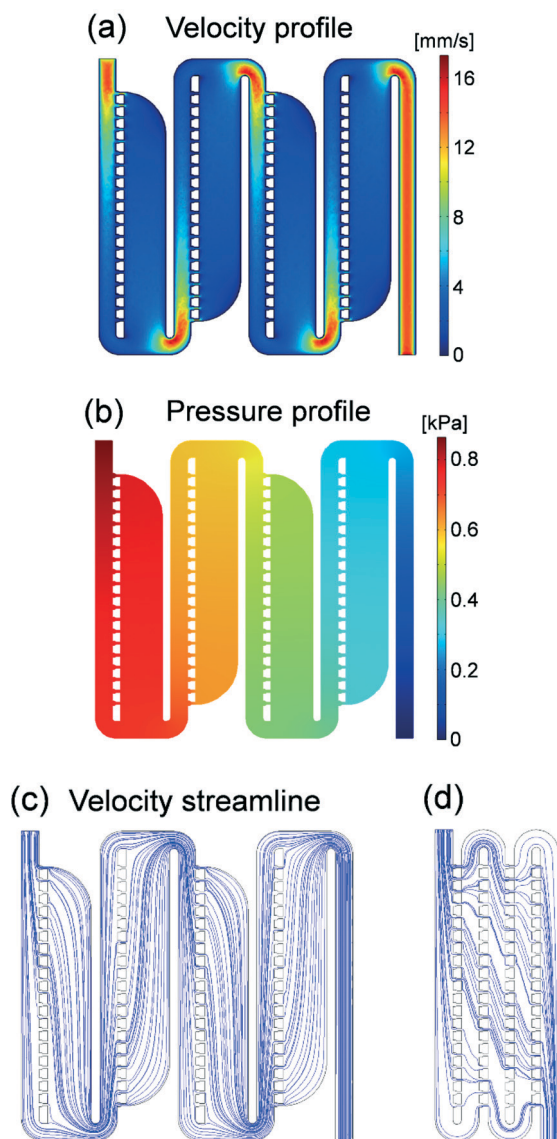 (a) Velocity profile
[mm/s]
16
12
8
4
0
(b) Pressure profile
[kPa]
0.8
0.6
0.4
0.2
0
(c) Velocity streamline
(d)